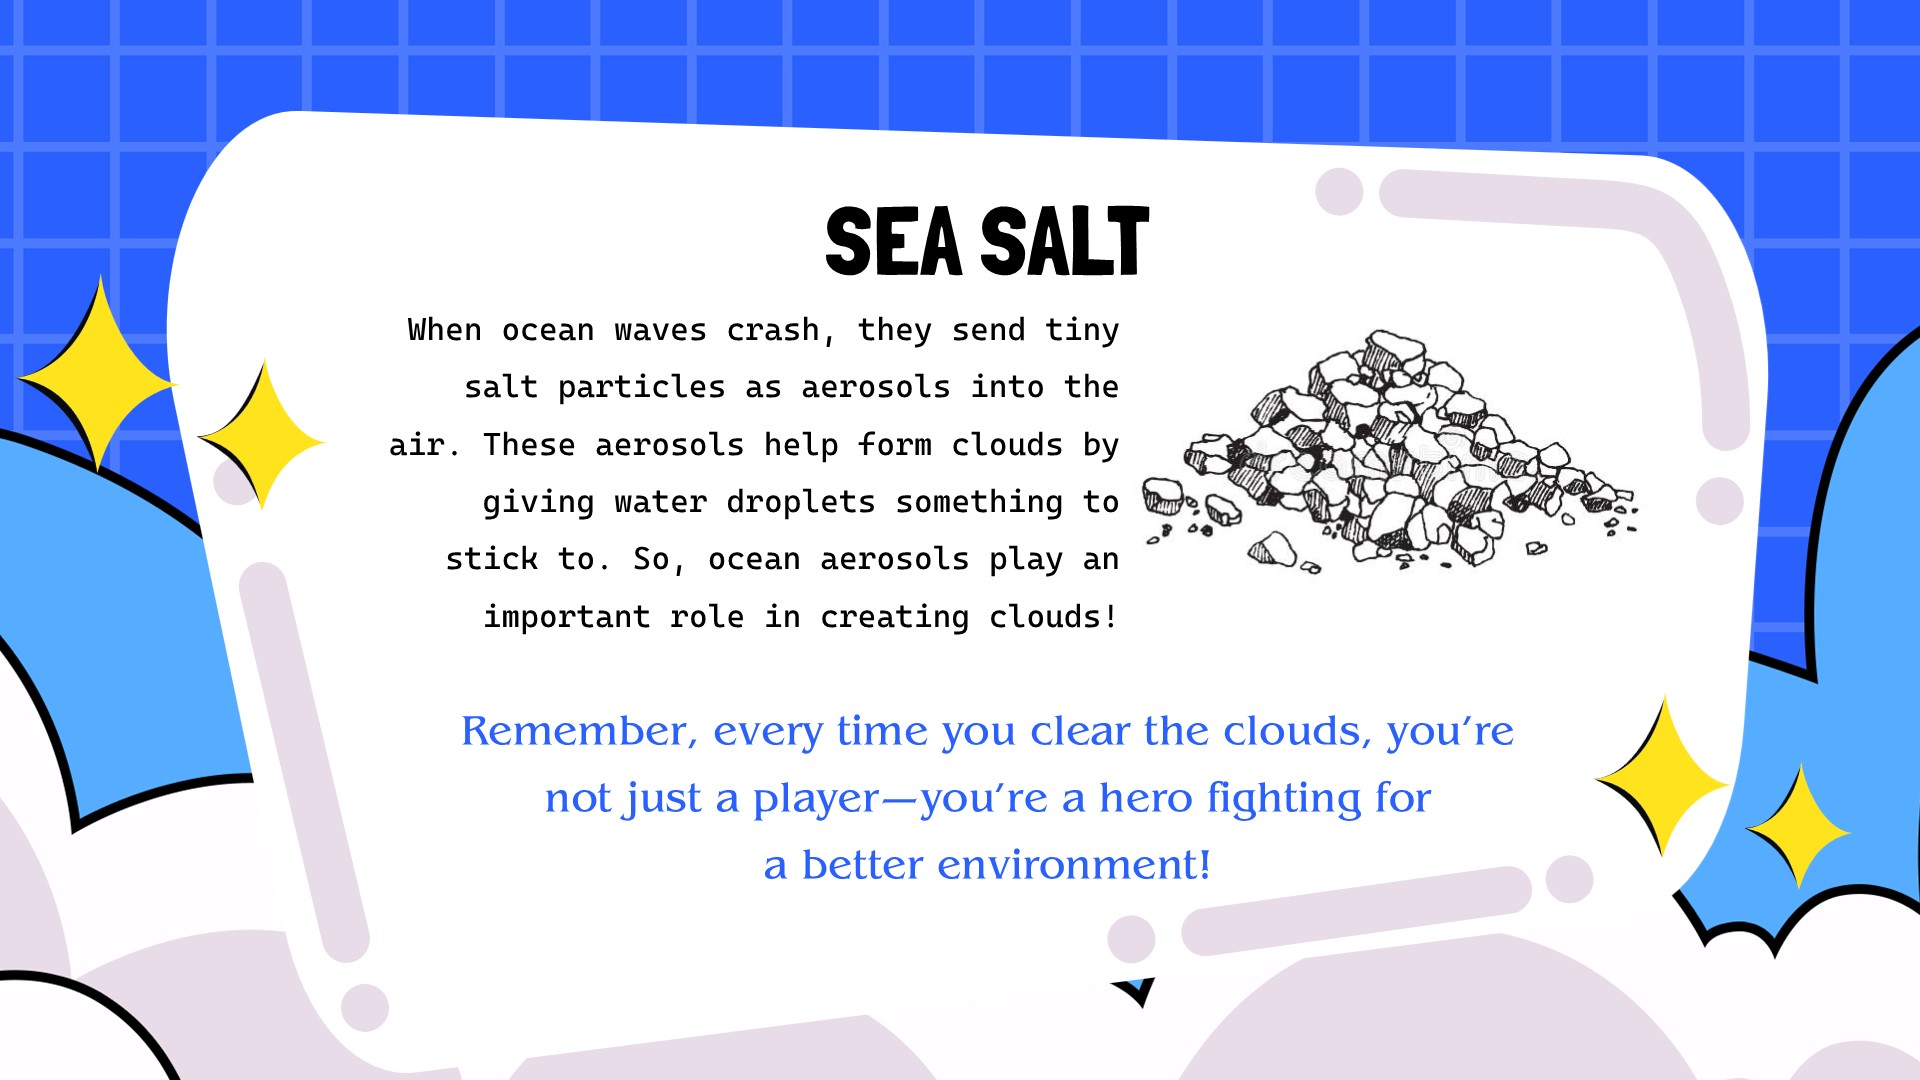 SEA SALT
When ocean waves crash, they send tiny
salt particles as aerosols into the
air. These aerosols help form clouds by
giving water droplets something to
stick to. So, ocean aerosols play an
important role in creating clouds!
Remember, every time you clear the clouds, you’re
not just a player—you’re a hero fighting for
a better environment!